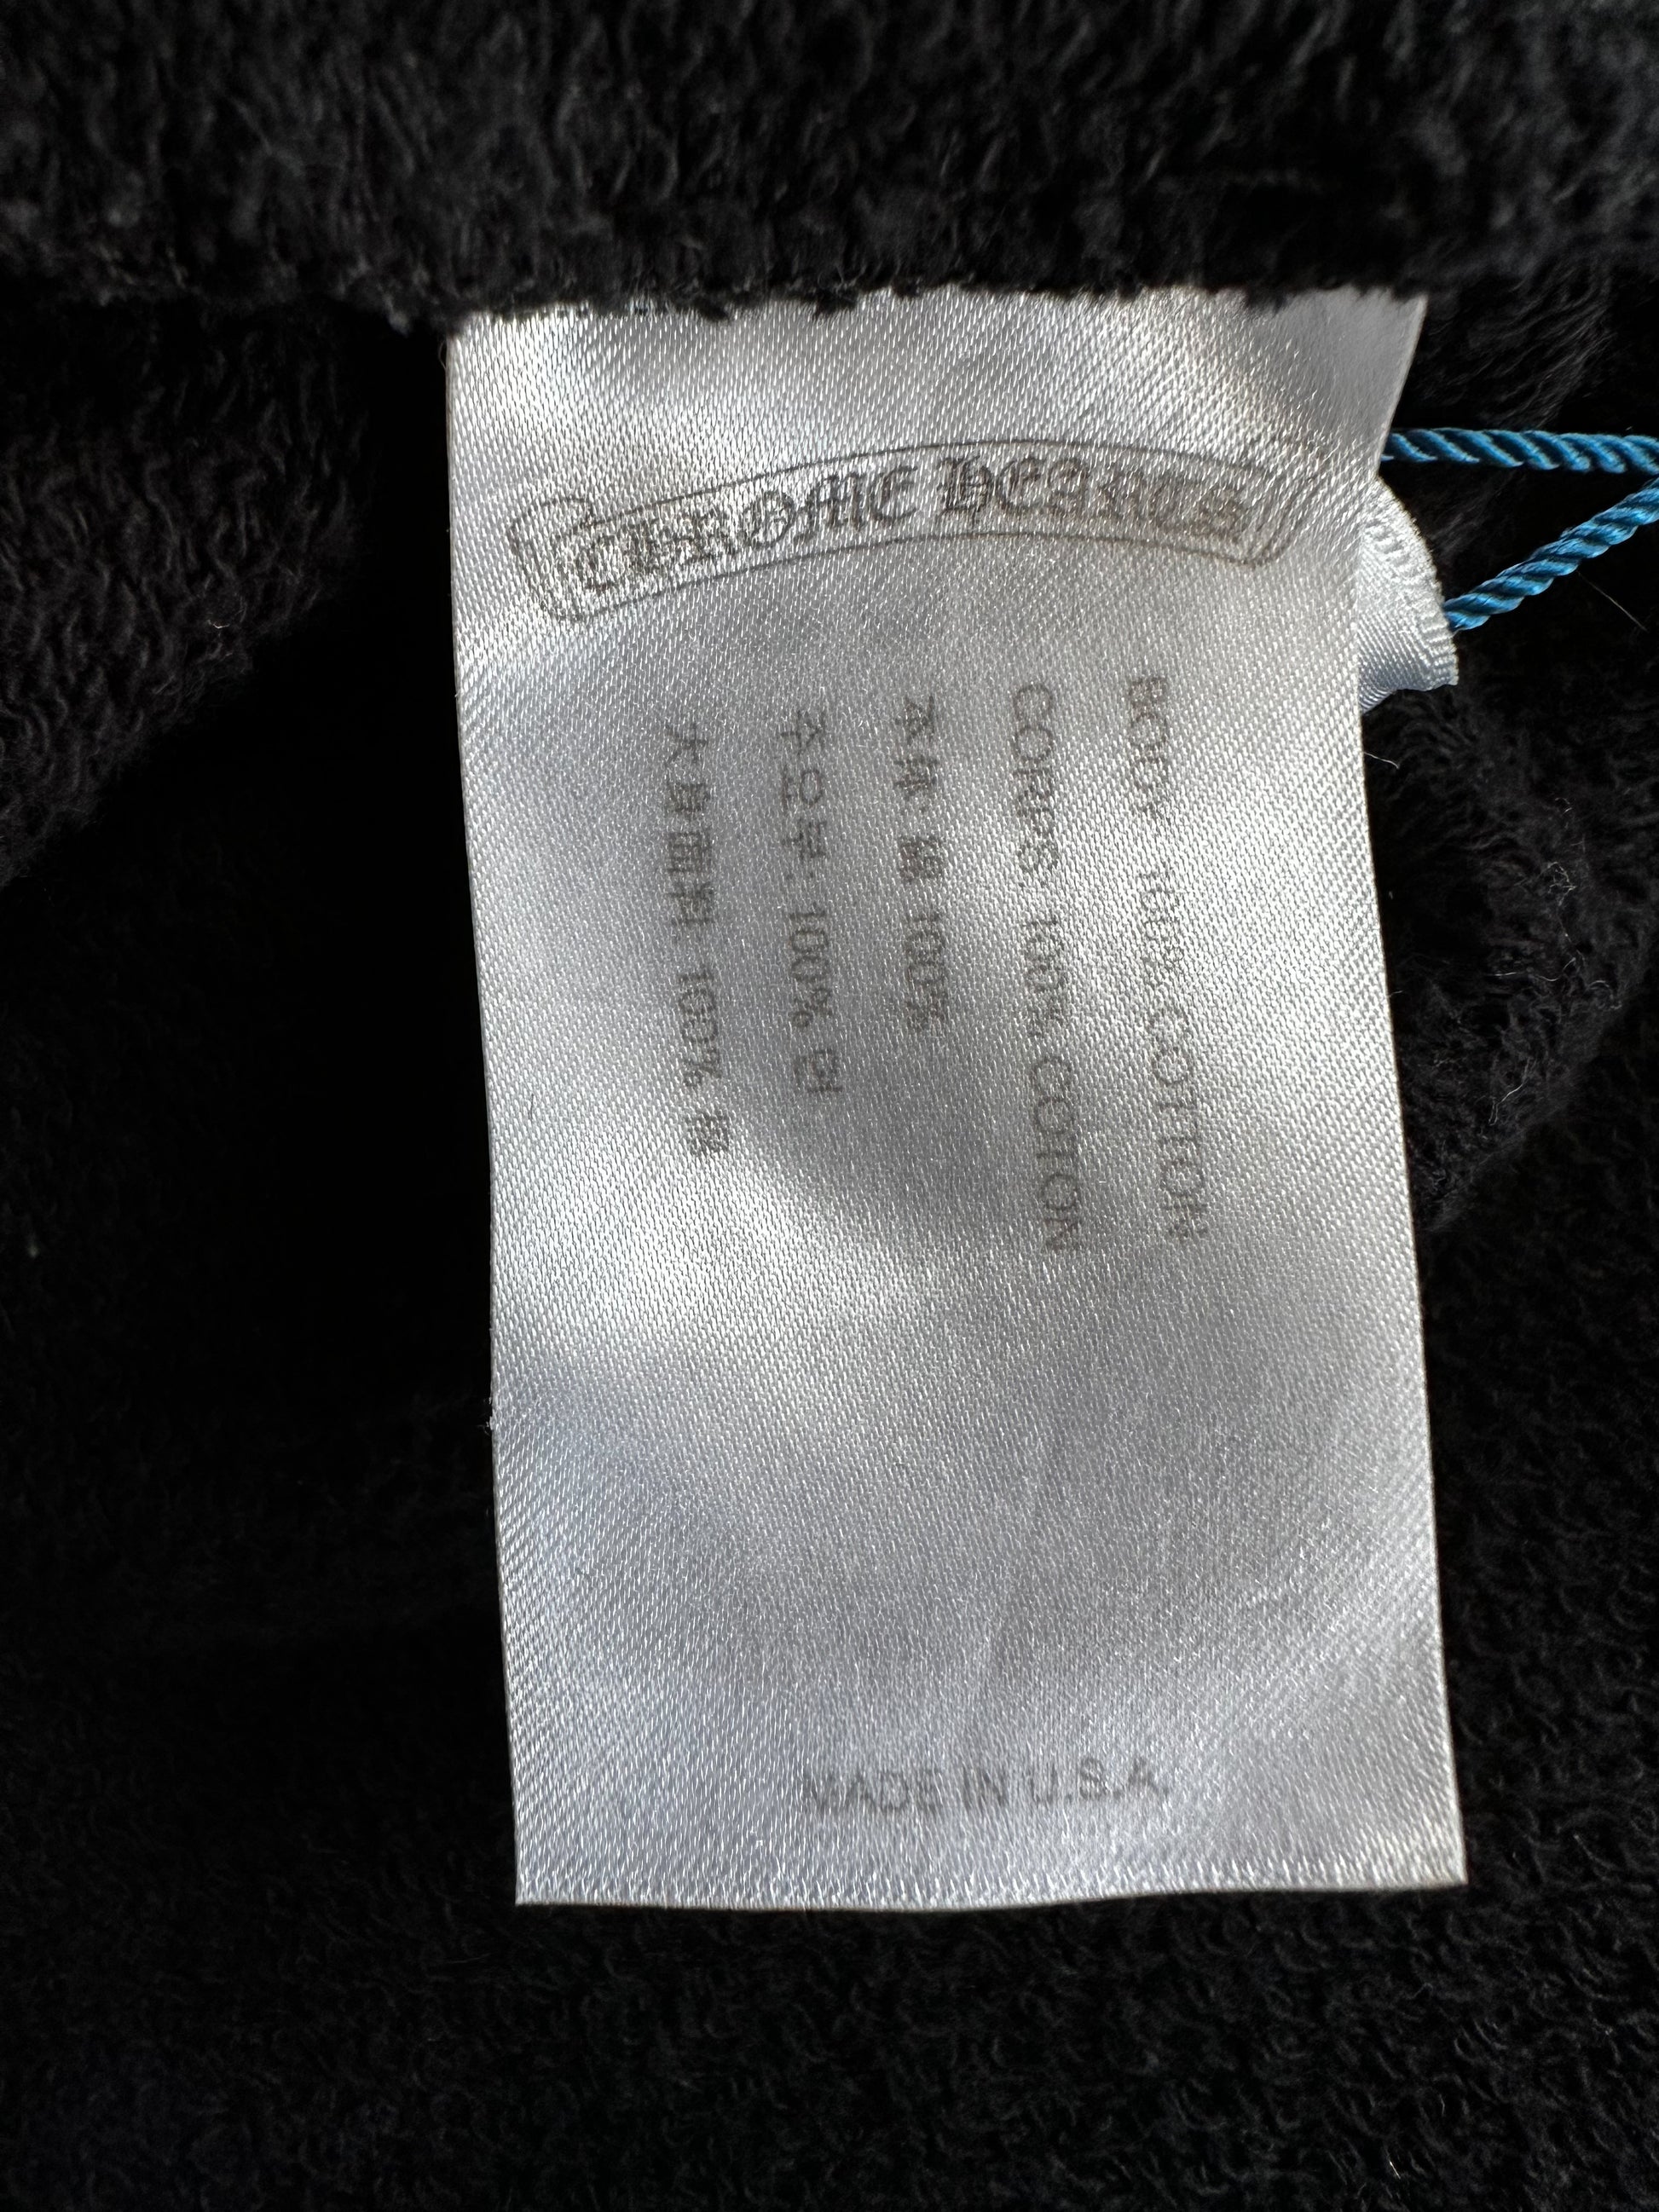 CHROME HEARTS
BODY: 100% COTTON
CORPS: 100% COTON
本体: 綿 100%
주요부: 100% 면
大身面料: 100% 棉
MADE IN U.S.A.